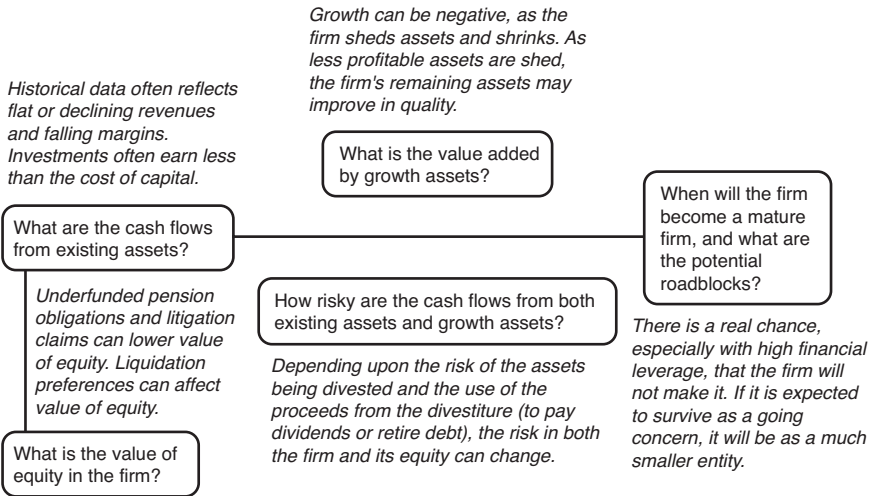 Growth can be negative, as the
firm sheds assets and shrinks. As
less profitable assets are shed,
the firm's remaining assets may
improve in quality.
Historical data often reflects
flat or declining revenues
and falling margins.
Investments often earn less
than the cost of capital.
What is the value added
by growth assets?
When will the firm
become a mature
firm, and what are
the potential
roadblocks?
What are the cash flows
from existing assets?
How risky are the cash flows from both
existing assets and growth assets?
Underfunded pension
obligations and litigation
claims can lower value
of equity. Liquidation
preferences can affect
value of equity.
Depending upon the risk of the assets
being divested and the use of the
proceeds from the divestiture (to pay
dividends or retire debt), the risk in both
the firm and its equity can change.
There is a real chance,
especially with high financial
leverage, that the firm will
not make it. If it is expected
to survive as a going
concern, it will be as a much
smaller entity.
What is the value of
equity in the firm?